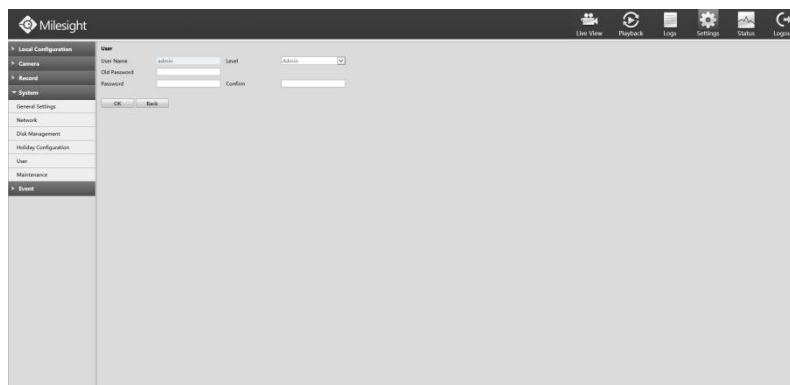 Milesight
Live View Playback Logs Settings Status Logou
Local Configuration
Camera
Record
System
General Settings
Network
Disk Management
Holiday Configuration
User
Maintenance
Event
User
User Name admin Level Admin
Old Password
Password Confirm
OK Back